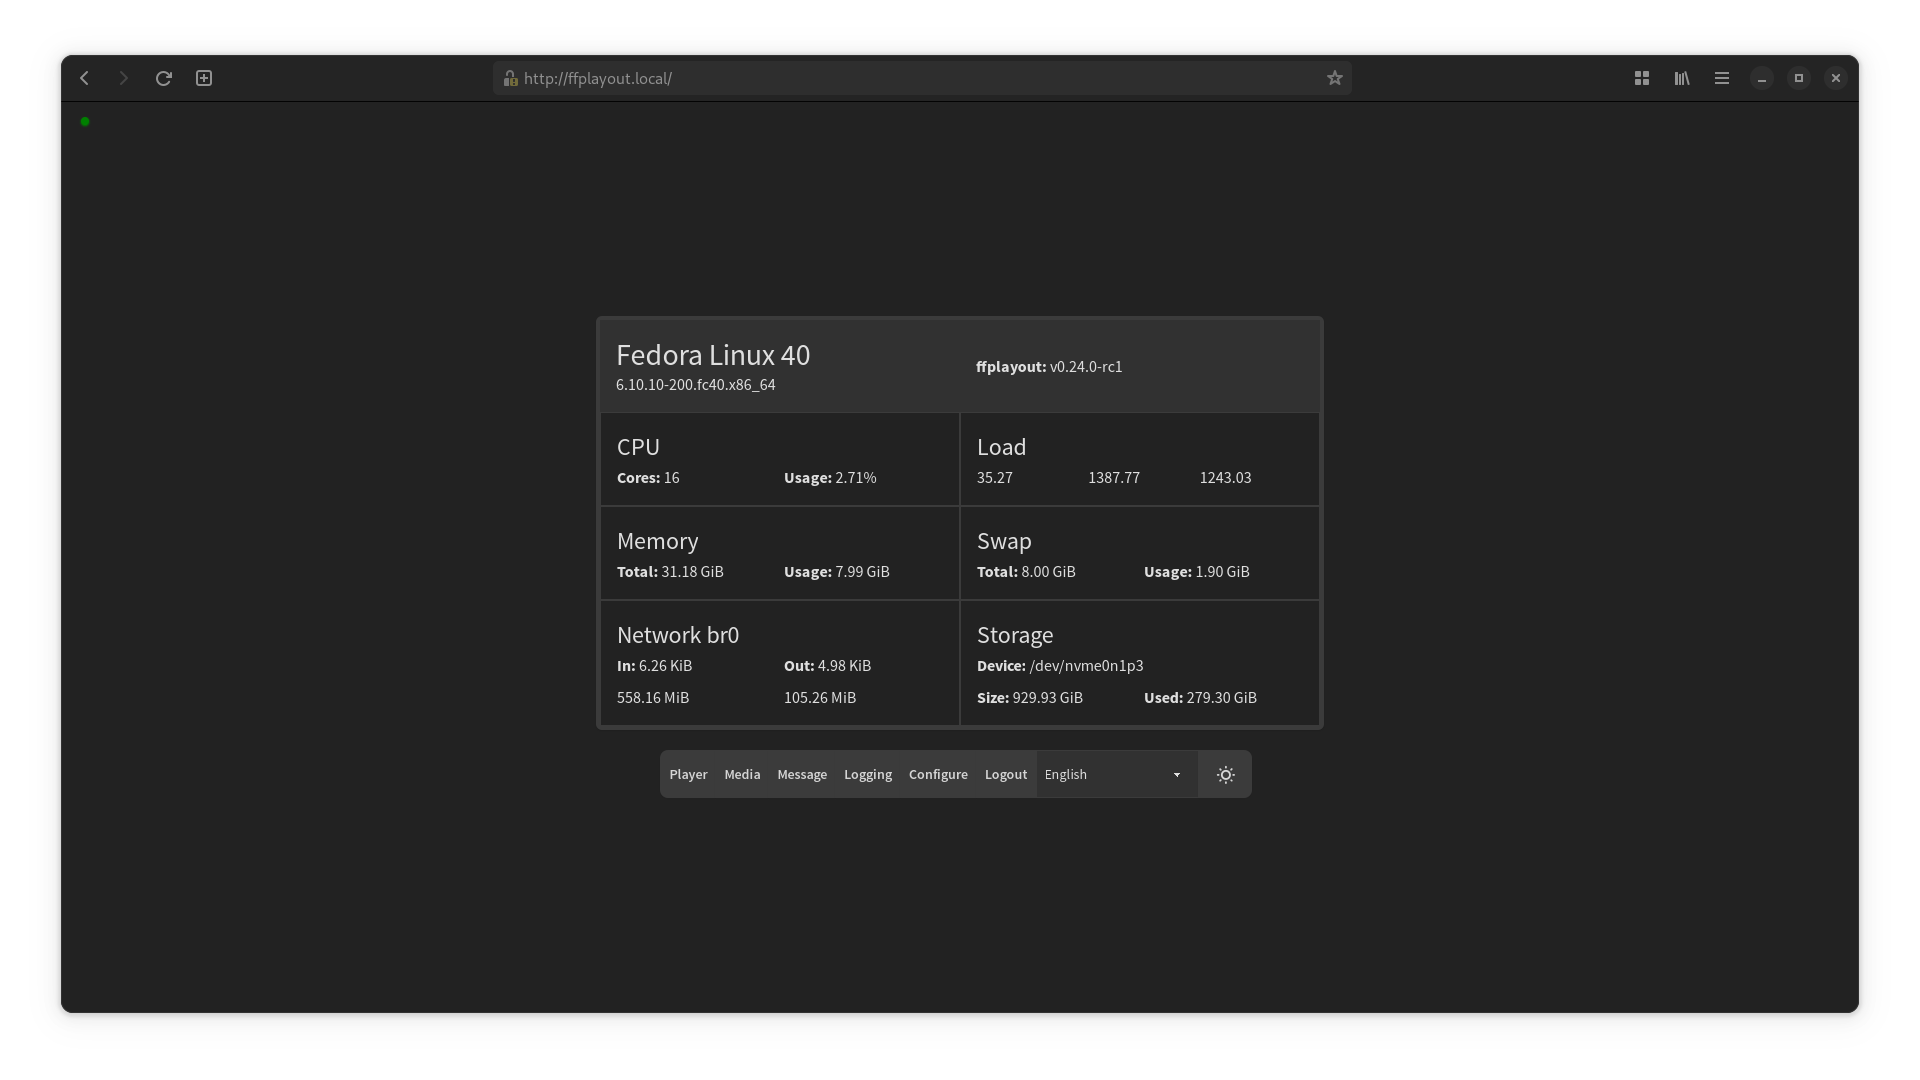 http://ffplayout.local/
Fedora Linux 40
6.10.10-200.fc40.x86_64
ffplayout: v0.24.0-rc1
CPU
Cores: 16 Usage: 2.71%
Load
35.27 1387.77 1243.03
Memory
Total: 31.18 GiB Usage: 7.99 GiB
Swap
Total: 8.00 GiB Usage: 1.90 GiB
Network br0
In: 6.26 KiB Out: 4.98 KiB
558.16 MiB 105.26 MiB
Storage
Device: /dev/nvme0n1p3
Size: 929.93 GiB Used: 279.30 GiB
Player Media Message Logging Configure Logout English